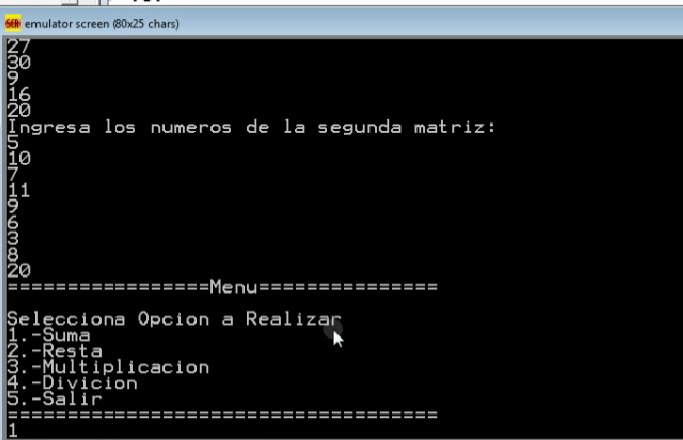 emulator screen (80x25 chars)
27
30
9
16
20
Ingresa los numeros de la segunda matriz:
5
10
7
11
9
6
3
8
20
=================Menu===============
Selecciona Opcion a Realizar
1.-Suma
2.-Resta
3.-Multiplicacion
4.-Divicion
5.-Salir
====================================
1